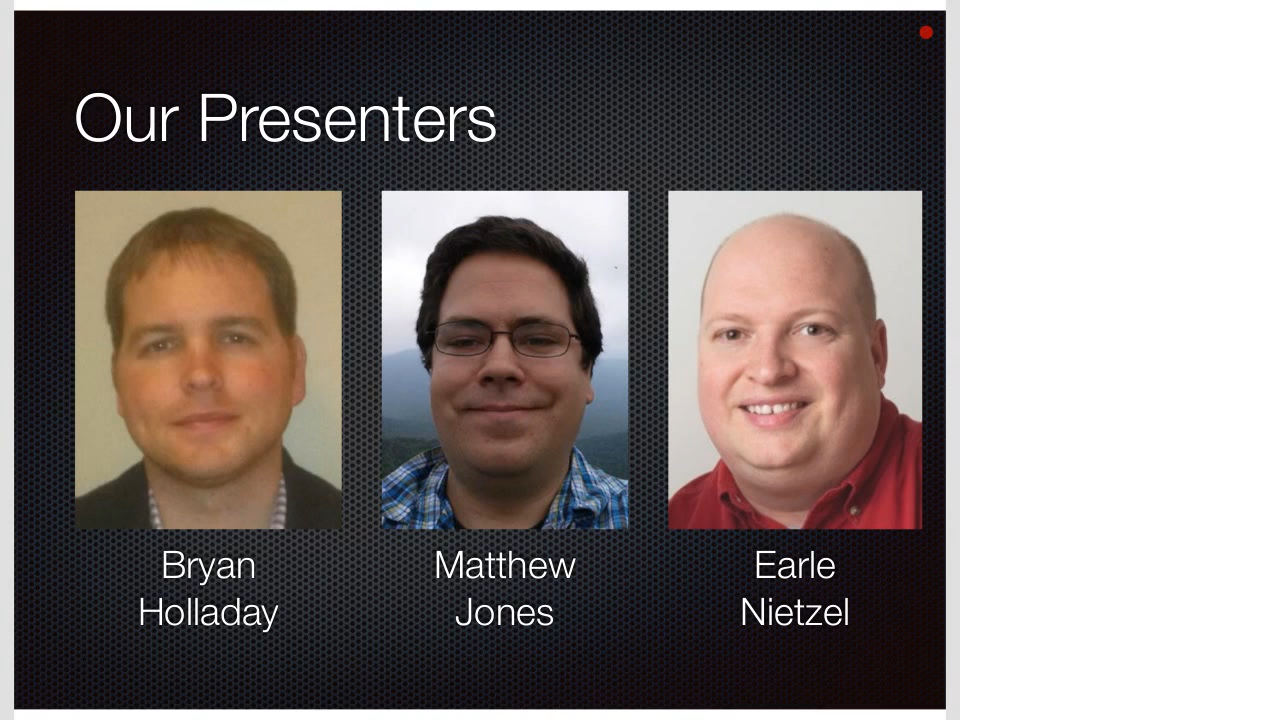 Our Presenters
Bryan
Holladay
Matthew
Jones
Earle
Nietzel